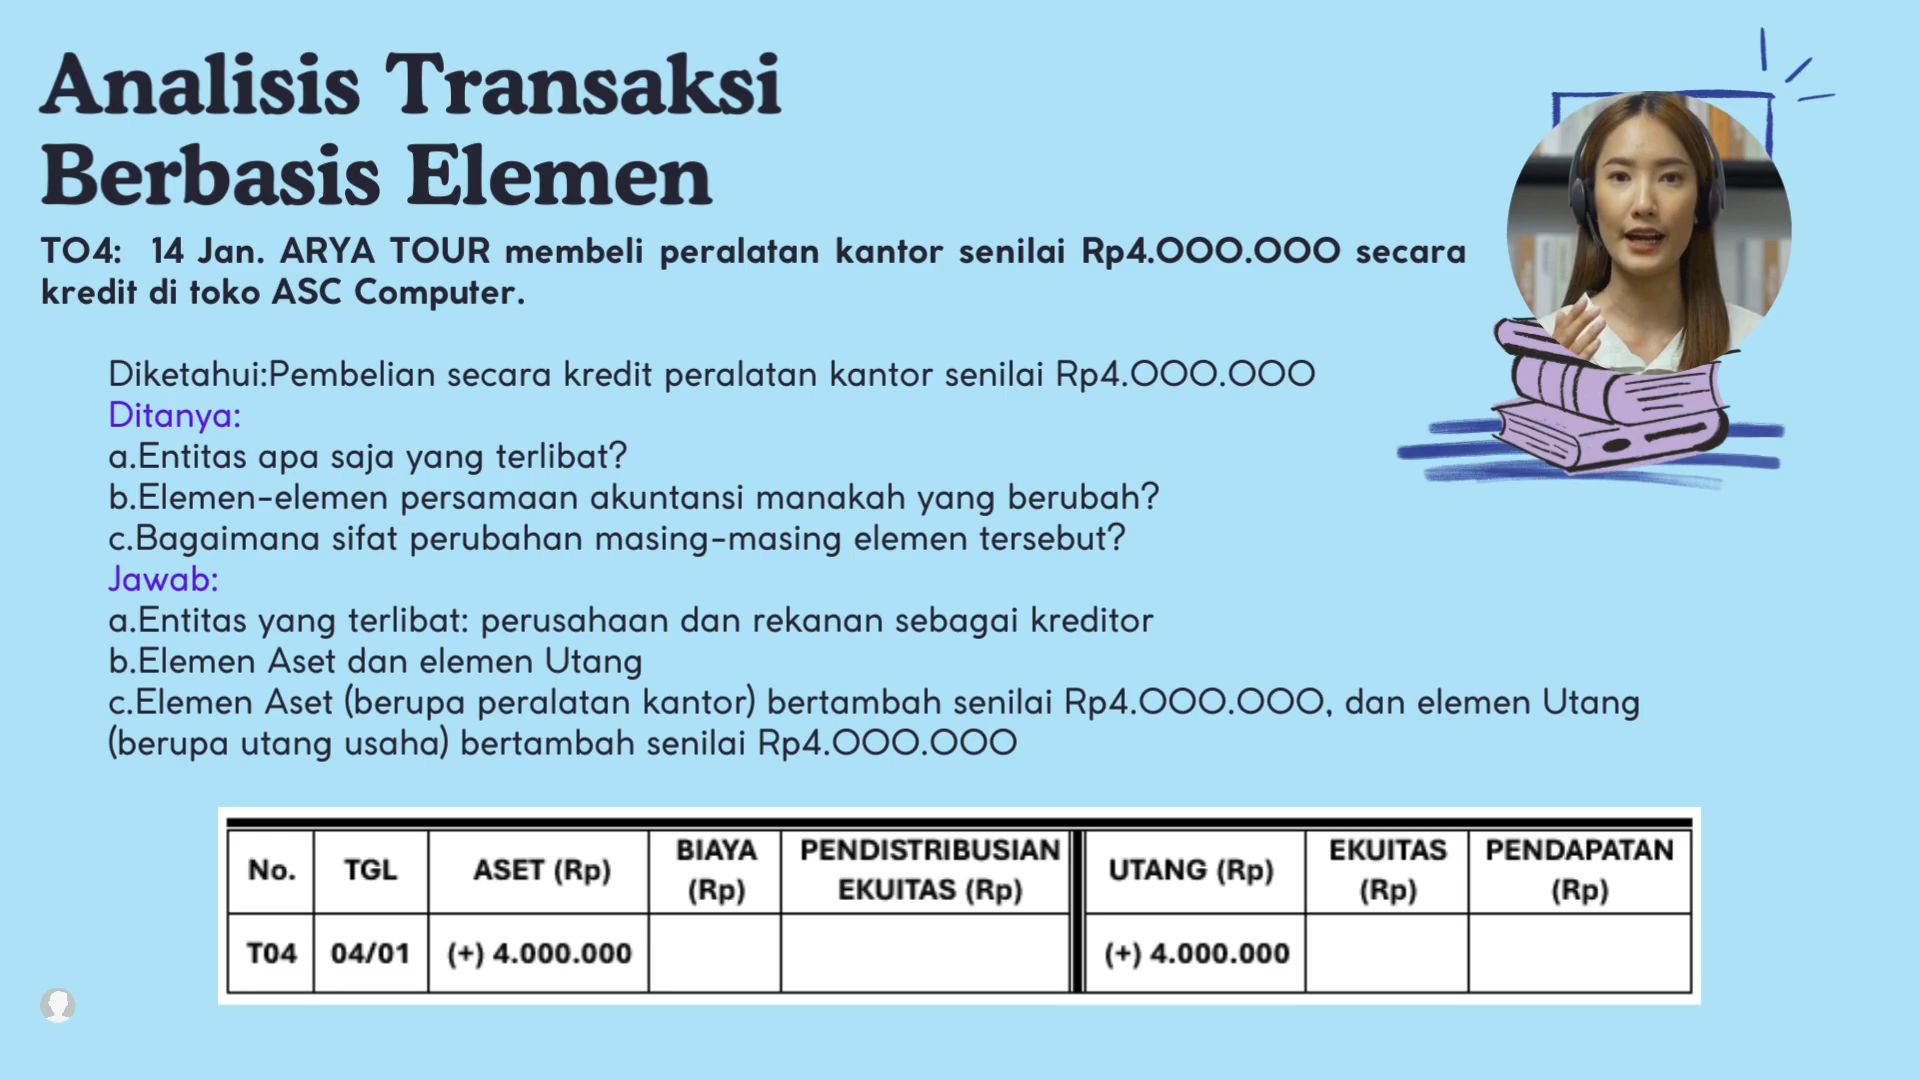 Analisis Transaksi
Berbasis Elemen
TO4: 14 Jan. ARYA TOUR membeli peralatan kantor senilai Rp4.000.000 secara
kredit di toko ASC Computer.
Diketahui:Pembelian secara kredit peralatan kantor senilai Rp4.000.000
Ditanya:
a.Entitas apa saja yang terlibat?
b.Elemen-elemen persamaan akuntansi manakah yang berubah?
c.Bagaimana sifat perubahan masing-masing elemen tersebut?
Jawab:
a.Entitas yang terlibat: perusahaan dan rekanan sebagai kreditor
b.Elemen Aset dan elemen Utang
c.Elemen Aset (berupa peralatan kantor) bertambah senilai Rp4.000.000, dan elemen Utang
(berupa utang usaha) bertambah senilai Rp4.000.000
No. TGL ASET (Rp) BIAYA (Rp) PENDISTRIBUSIAN EKUITAS (Rp) UTANG (Rp) EKUITAS (Rp) PENDAPATAN (Rp)
T04 04/01 (+) 4.000.000 (+) 4.000.000